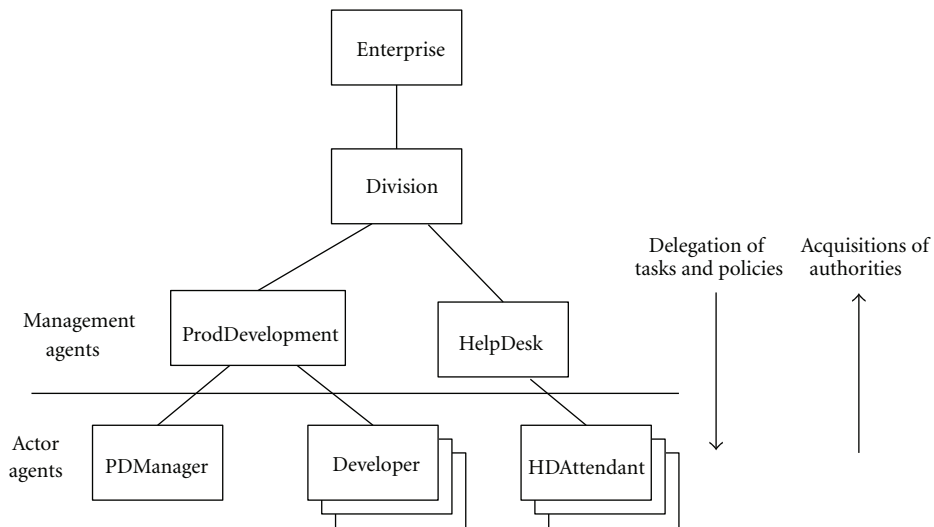 Enterprise
Division
Delegation of
tasks and policies
Acquisitions of
authorities
Management
agents
ProdDevelopment
HelpDesk
Actor
agents
PDManager
Developer
HDAttendant